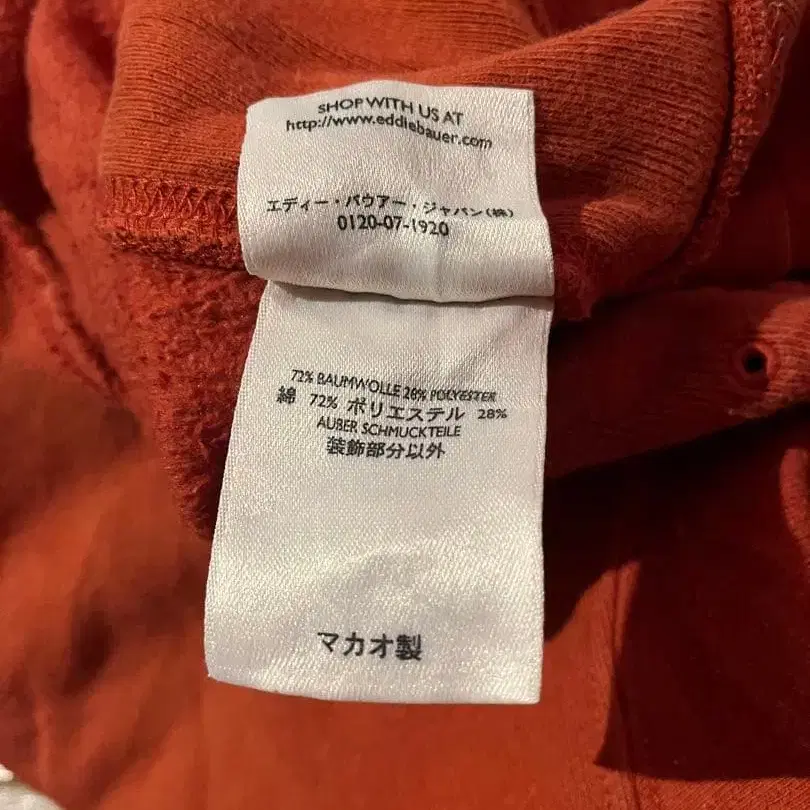 SHOP WITH US AT
http://www.eddiebauer.com
エディー・バウアー・ジャパン(株)
0120-07-1920
72% BAUMWOLLE 28% POLYESTER
綿 72% ポリエステル 28%
AUßER SCHMUCKTEILE
装飾部分以外
マカオ製